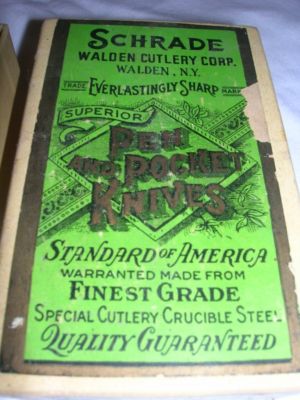 SCHRADE
WALDEN CUTLERY CORP.
WALDEN, N.Y.
TRADE EVERLASTINGLY SHARP MARK
SUPERIOR
PEN
AND POCKET
KNIVES
STANDARD OF AMERICA
WARRANTED MADE FROM
FINEST GRADE
SPECIAL CUTLERY CRUCIBLE STEEL
QUALITY GUARANTEED